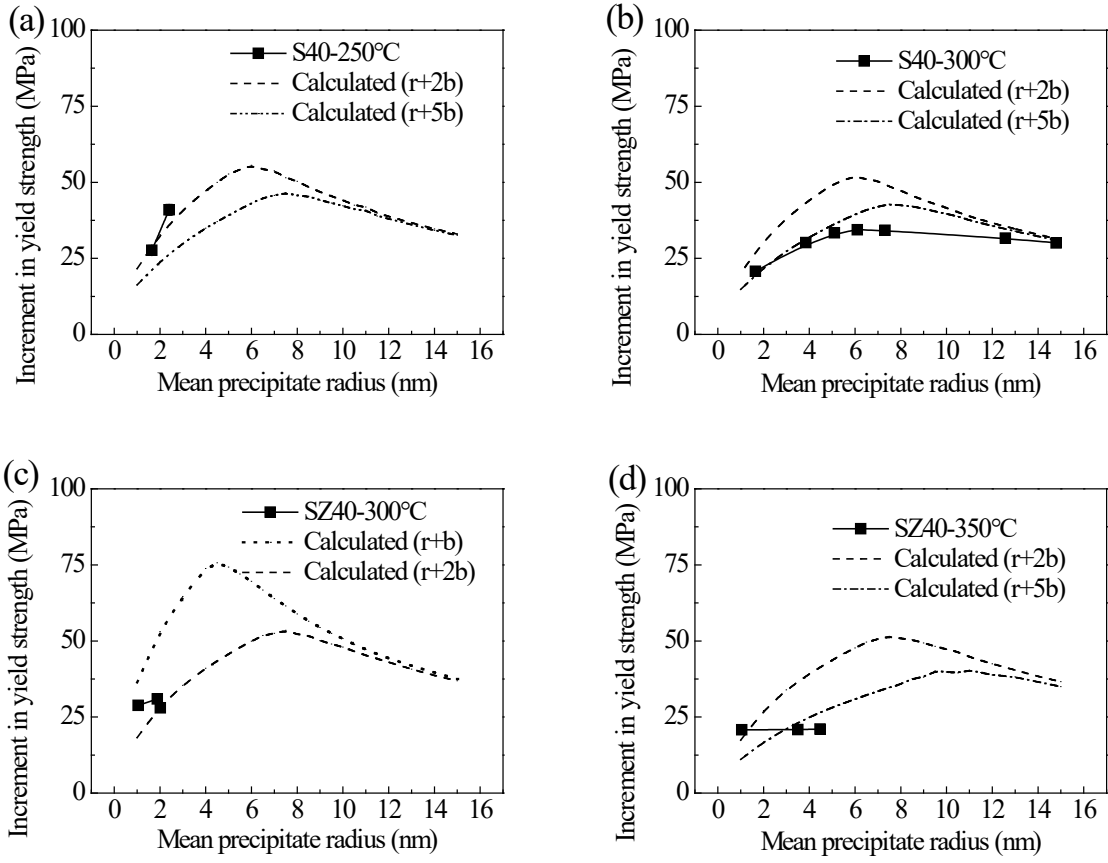 (a)
100
75
50
25
0
Increment in yield strength (MPa)
S40-250°C
Calculated (r+2b)
Calculated (r+5b)
0 2 4 6 8 10 12 14 16
Mean precipitate radius (nm)
(b)
100
75
50
25
0
Increment in yield strength (MPa)
S40-300°C
Calculated (r+2b)
Calculated (r+5b)
0 2 4 6 8 10 12 14 16
Mean precipitate radius (nm)
(c)
100
75
50
25
0
Increment in yield strength (MPa)
SZ40-300°C
Calculated (r+b)
Calculated (r+2b)
0 2 4 6 8 10 12 14 16
Mean precipitate radius (nm)
(d)
100
75
50
25
0
Increment in yield strength (MPa)
SZ40-350°C
Calculated (r+2b)
Calculated (r+5b)
0 2 4 6 8 10 12 14 16
Mean precipitate radius (nm)